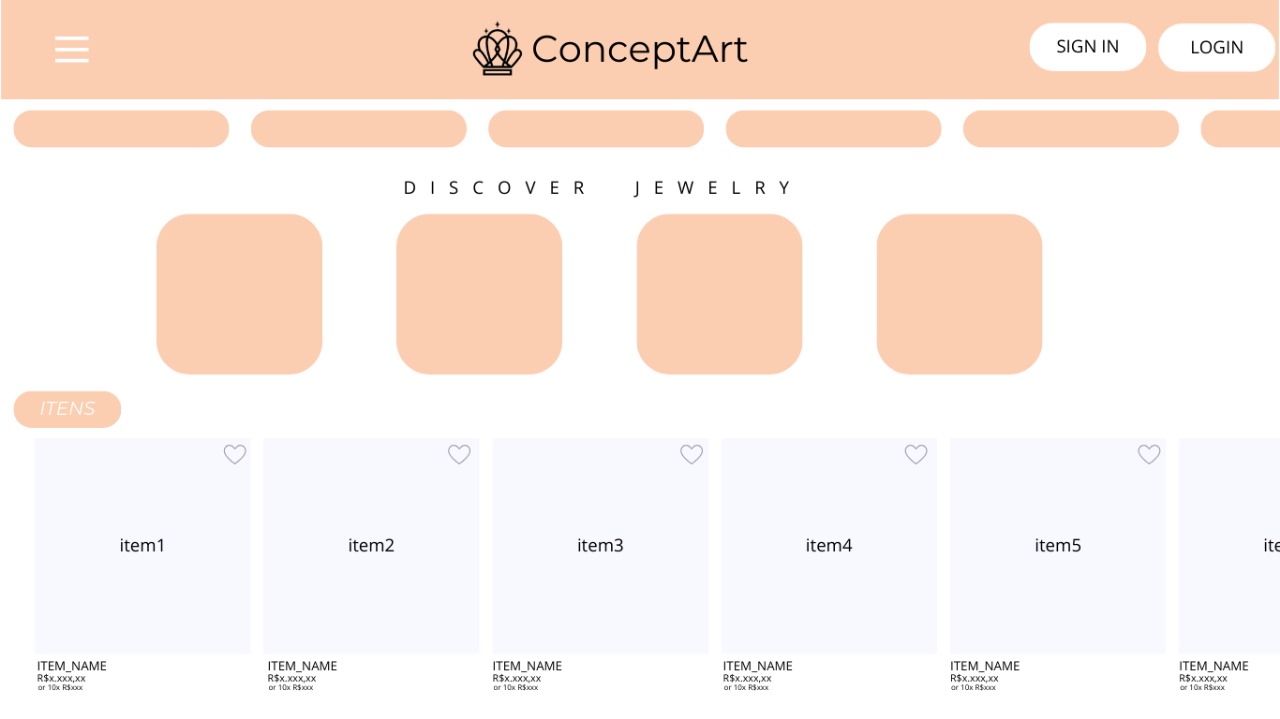 ConceptArt
SIGN IN
LOGIN
DISCOVER JEWELRY
ITENS
item1
item2
item3
item4
item5
ite
ITEM_NAME
R$x.xxx,xx
or 10x R$xxx
ITEM_NAME
R$x.xxx,xx
or 10x R$xxx
ITEM_NAME
R$x.xxx,xx
or 10x R$xxx
ITEM_NAME
R$x.xxx,xx
or 10x R$xxx
ITEM_NAME
R$x.xxx,xx
or 10x R$xxx
ITEM_NAME
R$x.xxx,xx
or 10x R$xxx